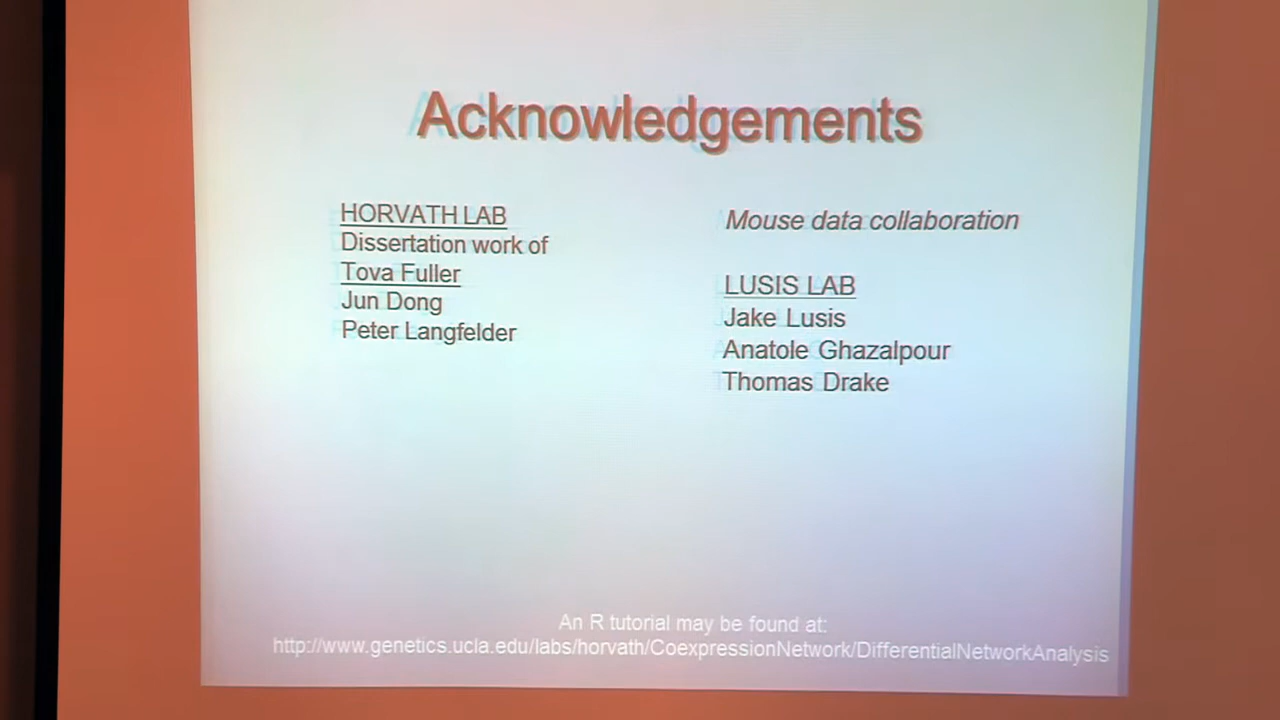 Acknowledgements
HORVATH LAB
Dissertation work of
Tova Fuller
Jun Dong
Peter Langfelder
Mouse data collaboration
LUSIS LAB
Jake Lusis
Anatole Ghazalpour
Thomas Drake
An R tutorial may be found at:
http://www.genetics.ucla.edu/labs/horvath/CoexpressionNetwork/DifferentialNetworkAnalysis